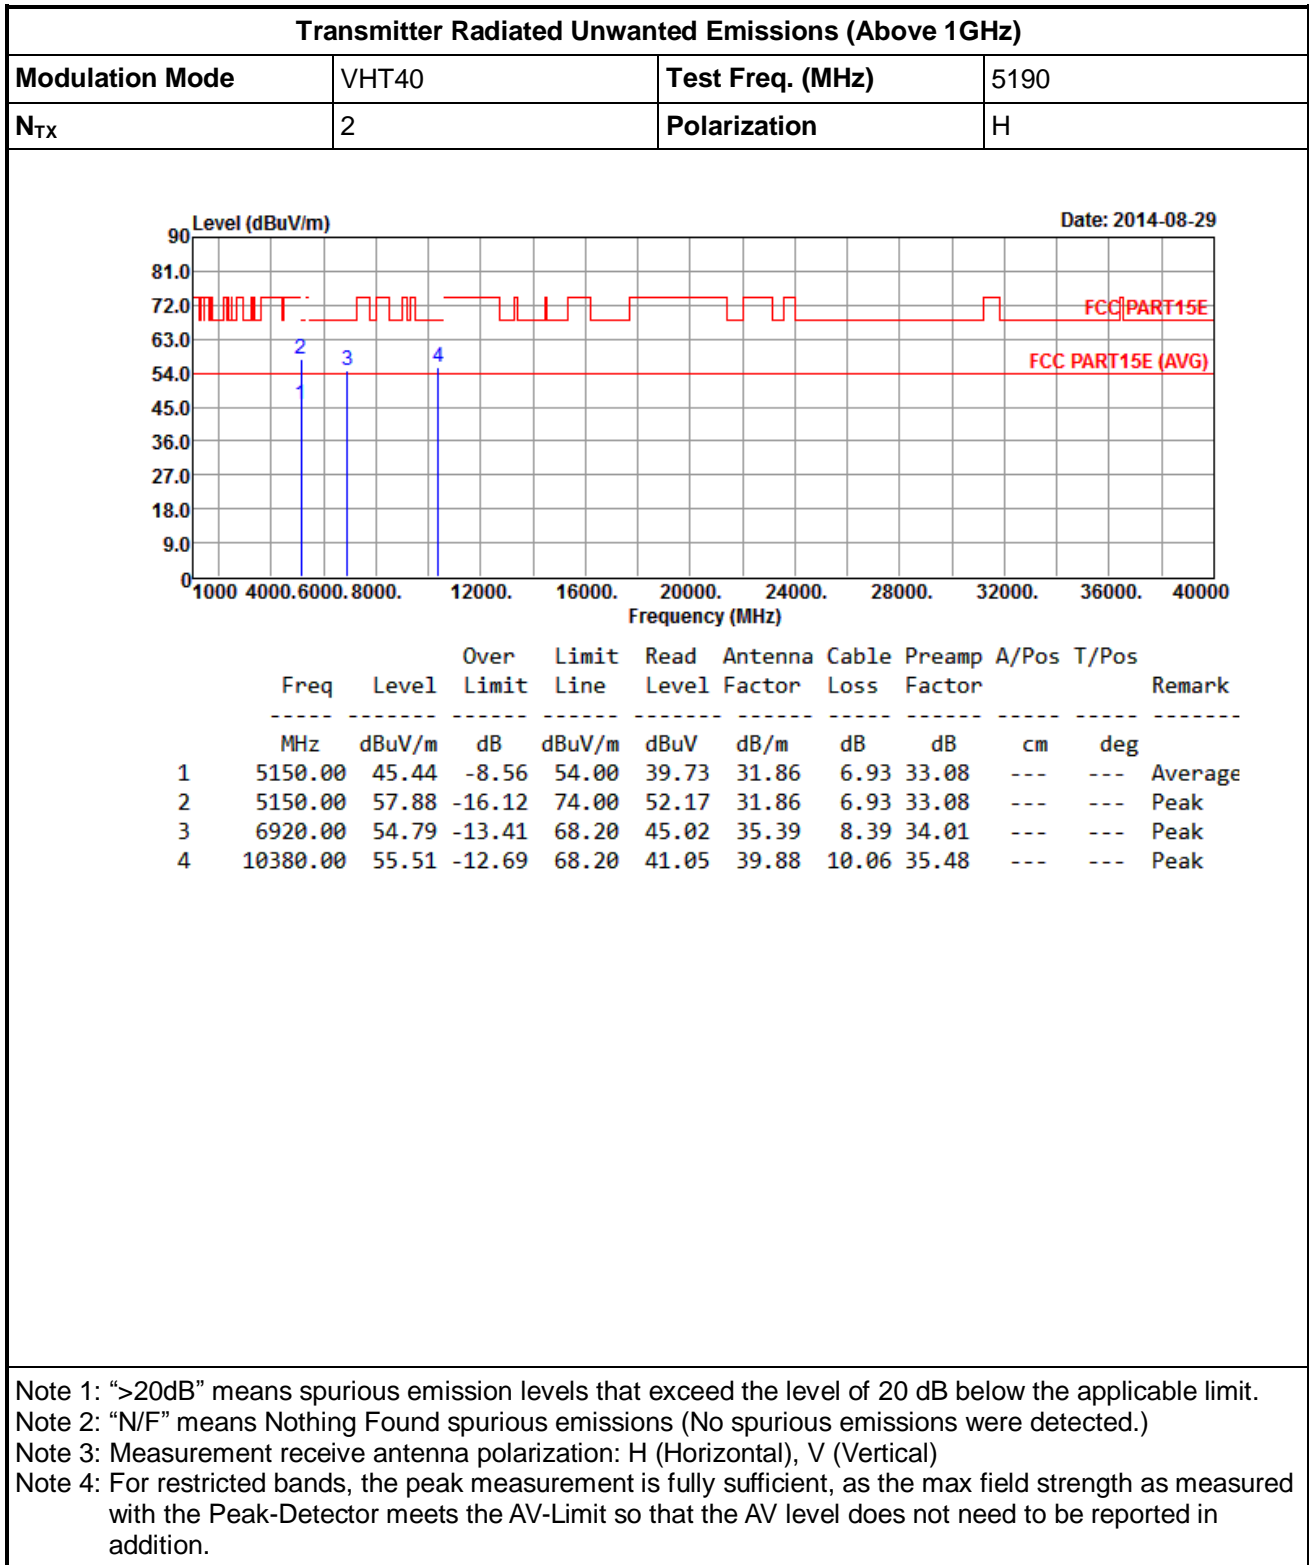 Transmitter Radiated Unwanted Emissions (Above 1GHz)
Modulation Mode VHT40 Test Freq. (MHz) 5190
NTX 2 Polarization H
Level (dBuV/m) Date: 2014-08-29
90
81.0
72.0 FCC PART15E
63.0
2 3 4
54.0 FCC PART15E (AVG)
1
45.0
36.0
27.0
18.0
9.0
0
1000 4000. 6000. 8000. 12000. 16000. 20000. 24000. 28000. 32000. 36000. 40000
Frequency (MHz)
Over Limit Read Antenna Cable Preamp A/Pos T/Pos
Freq Level Limit Line Level Factor Loss Factor Remark
----- ------- ------ ------ ------- ------ ----- ------ ----- ----- -------
MHz dBuV/m dB dBuV/m dBuV dB/m dB dB cm deg
1 5150.00 45.44 -8.56 54.00 39.73 31.86 6.93 33.08 --- --- Average
2 5150.00 57.88 -16.12 74.00 52.17 31.86 6.93 33.08 --- --- Peak
3 6920.00 54.79 -13.41 68.20 45.02 35.39 8.39 34.01 --- --- Peak
4 10380.00 55.51 -12.69 68.20 41.05 39.88 10.06 35.48 --- --- Peak
Note 1: “>20dB” means spurious emission levels that exceed the level of 20 dB below the applicable limit.
Note 2: “N/F” means Nothing Found spurious emissions (No spurious emissions were detected.)
Note 3: Measurement receive antenna polarization: H (Horizontal), V (Vertical)
Note 4: For restricted bands, the peak measurement is fully sufficient, as the max field strength as measured
with the Peak-Detector meets the AV-Limit so that the AV level does not need to be reported in
addition.